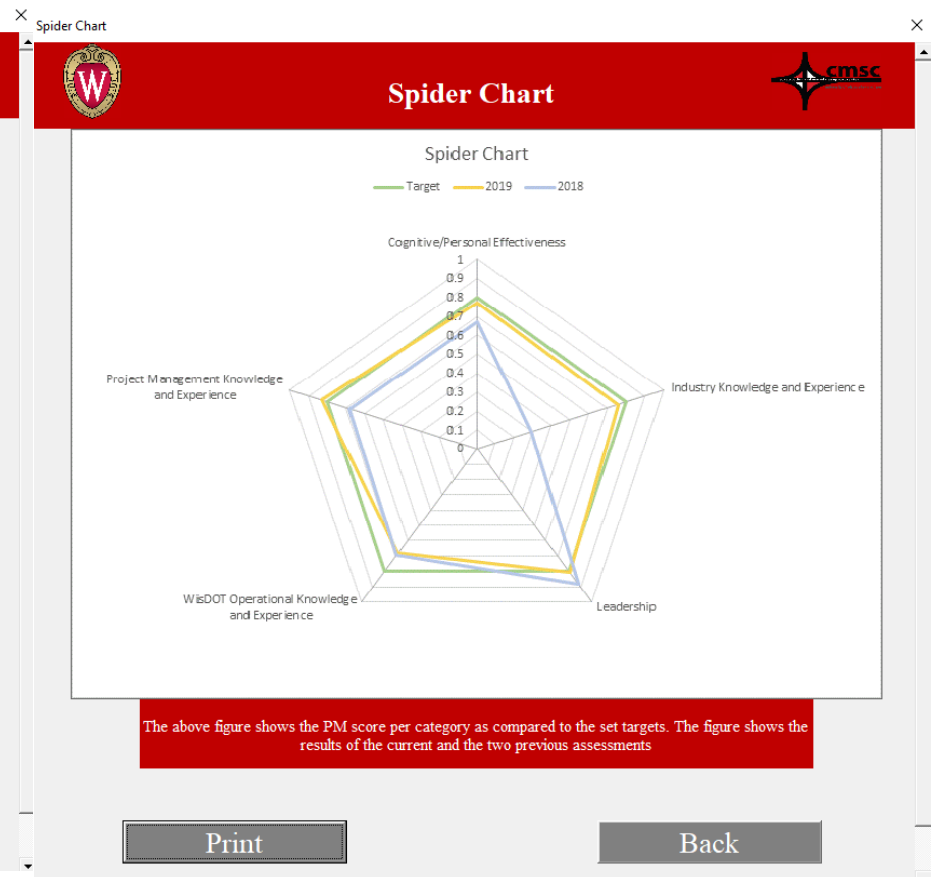 Spider Chart
W
cmsc
Spider Chart
Spider Chart
Target 2019 2018
Cognitive/Personal Effectiveness
1
0.9
0.8
0.7
0.6
0.5
0.4
0.3
0.2
0.1
0
Project Management Knowledge
and Experience
Industry Knowledge and Experience
WisDOT Operational Knowledge
and Experience
Leadership
The above figure shows the PM score per category as compared to the set targets. The figure shows the
results of the current and the two previous assessments
Print
Back